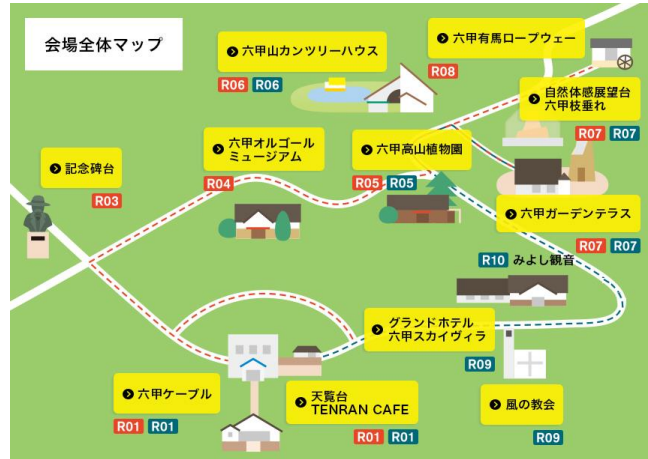 会場全体マップ
六甲山カンツリーハウス
R06 R06
六甲有馬ロープウェー
R08
自然体感展望台
六甲枝垂れ
R07 R07
六甲オルゴール
ミュージアム
R04
六甲高山植物園
R05 R05
記念碑台
R03
六甲ガーデンテラス
R07 R07
R10 みよし観音
グランドホテル
六甲スカイヴィラ
R09
六甲ケーブル
R01 R01
天覧台
TENRAN CAFE
R01 R01
風の教会
R09